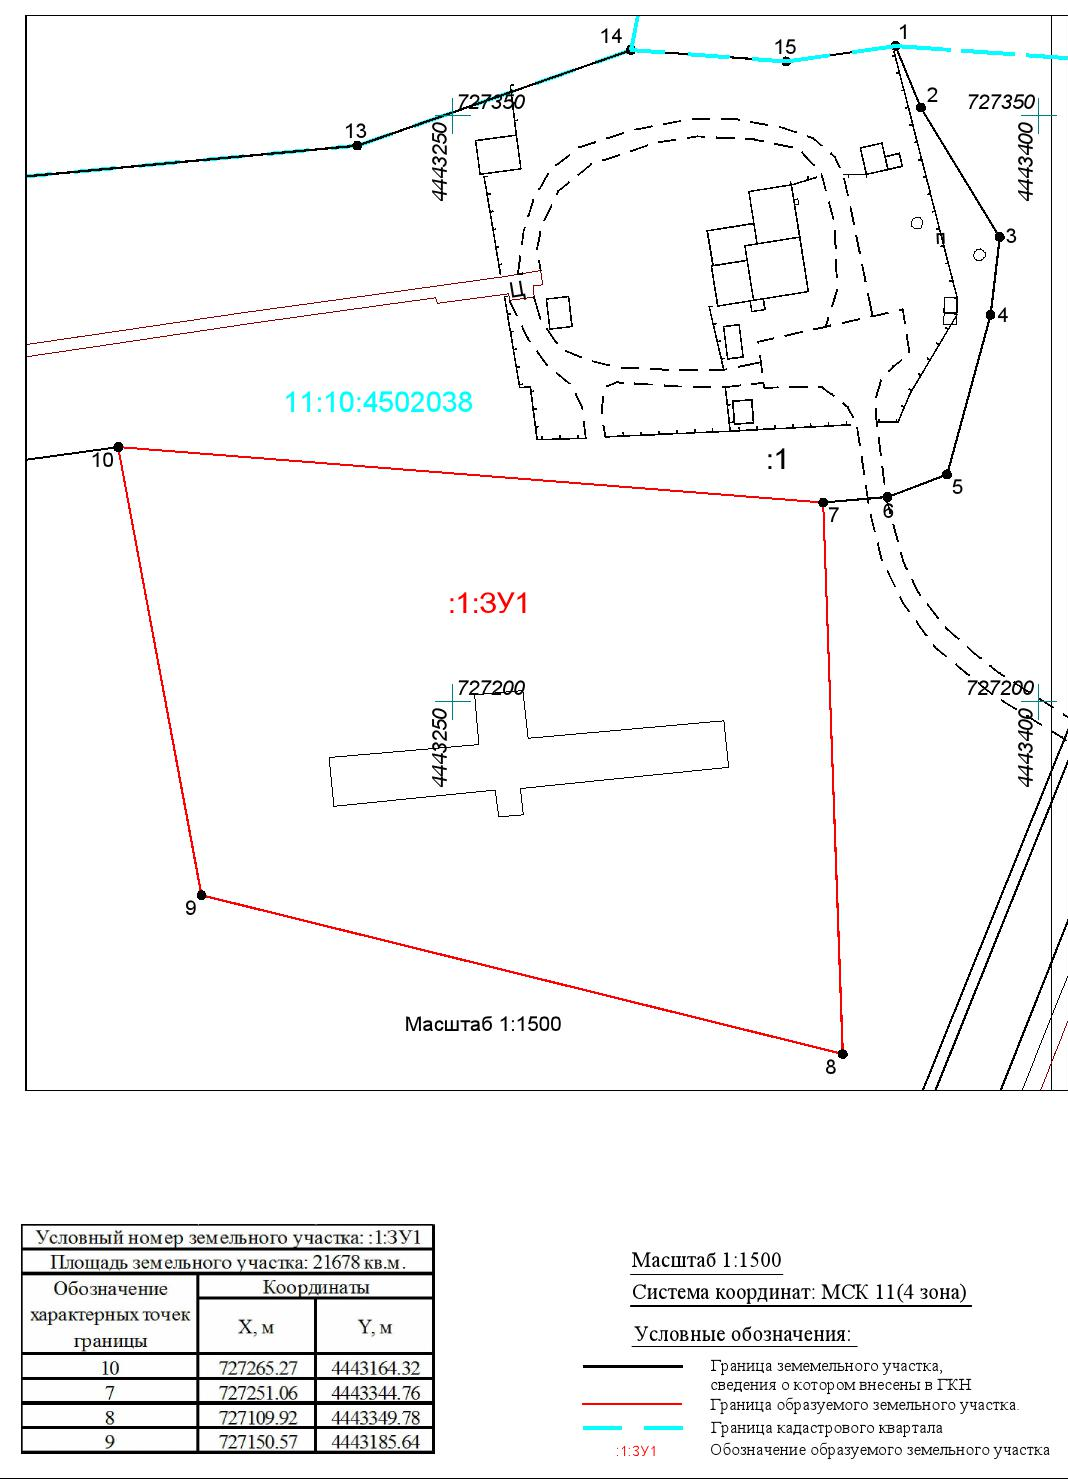 14
15
1
2
727350
727350
4443250
4443400
13
3
п
Ц
4
11:10:4502038
10
:1
5
6
7
:1:ЗУ1
727200
727200
4443250
4443400
9
Масштаб 1:1500
8
Условный номер земельного участка: :1:ЗУ1
Площадь земельного участка: 21678 кв.м.
Обозначение характерных точек границы
Координаты
X, м
Y, м
10 727265.27 4443164.32
7 727251.06 4443344.76
8 727109.92 4443349.78
9 727150.57 4443185.64
Масштаб 1:1500
Система координат: МСК 11(4 зона)
Условные обозначения:
Граница земемельного участка,
сведения о котором внесены в ГКН
Граница образуемого земельного участка.
Граница кадастрового квартала
:1:ЗУ1 Обозначение образуемого земельного участка